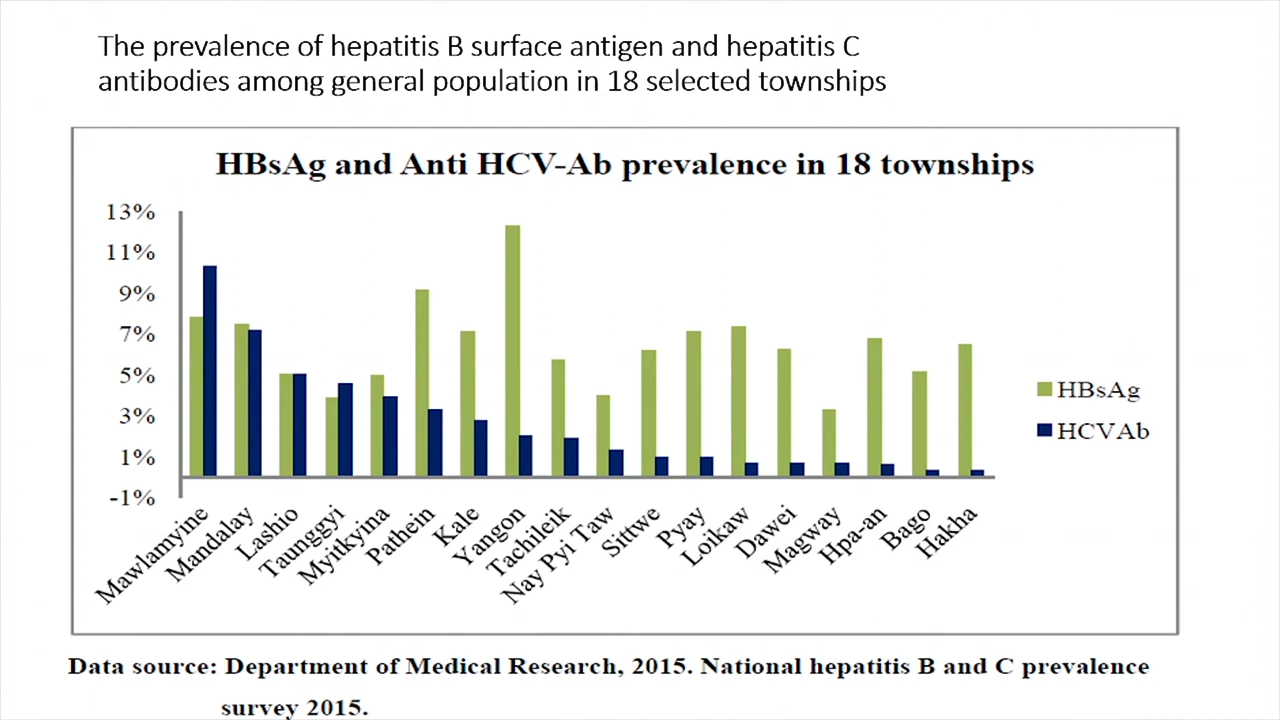 The prevalence of hepatitis B surface antigen and hepatitis C
antibodies among general population in 18 selected townships
HBsAg and Anti HCV-Ab prevalence in 18 townships
13%
11%
9%
7%
5%
3%
1%
-1%
Mawlamyine
Mandalay
Lashio
Taunggyi
Myitkyina
Pathein
Kale
Yangon
Tachileik
Nay Pyi Taw
Sittwe
Pyay
Loikaw
Dawei
Magway
Hpa-an
Bago
Hakha
HBsAg
HCVAb
Data source: Department of Medical Research, 2015. National hepatitis B and C prevalence
survey 2015.